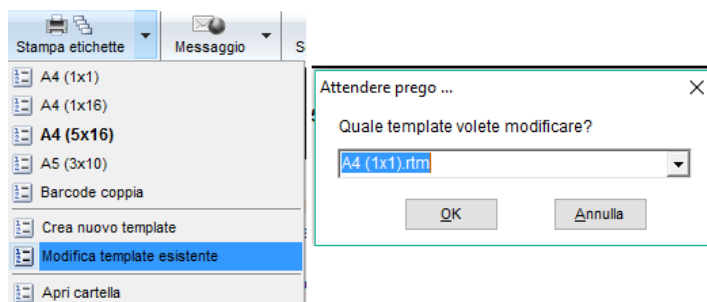 Stampa etichette
Messaggio
S
A4 (1x1)
A4 (1x16)
A4 (5x16)
A5 (3x10)
Barcode coppia
Crea nuovo template
Modifica template esistente
Apri cartella
Attendere prego ...
Quale template volete modificare?
A4 (1x1).rtm
OK
Annulla